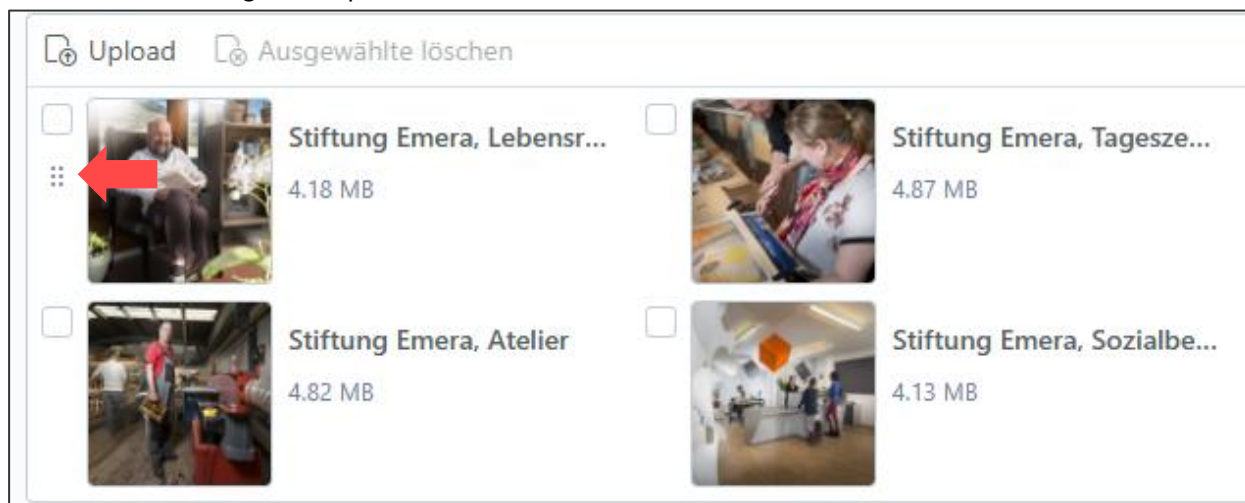 Upload Ausgewählte löschen
Stiftung Emera, Lebensr... Stiftung Emera, Tagesze...
4.18 MB 4.87 MB
Stiftung Emera, Atelier Stiftung Emera, Sozialbe...
4.82 MB 4.13 MB